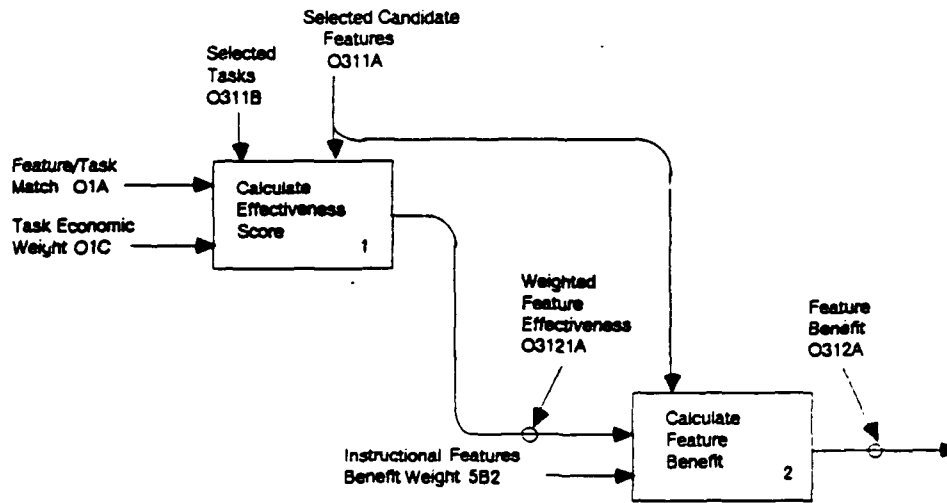 Selected Candidate
Features
O311A
Selected
Tasks
O311B
Feature/Task
Match O1A
Task Economic
Weight O1C
Calculate
Effectiveness
Score
1
Weighted
Feature
Effectiveness
O3121A
Feature
Benefit
O312A
Calculate
Feature
Benefit
2
Instructional Features
Benefit Weight 5B2